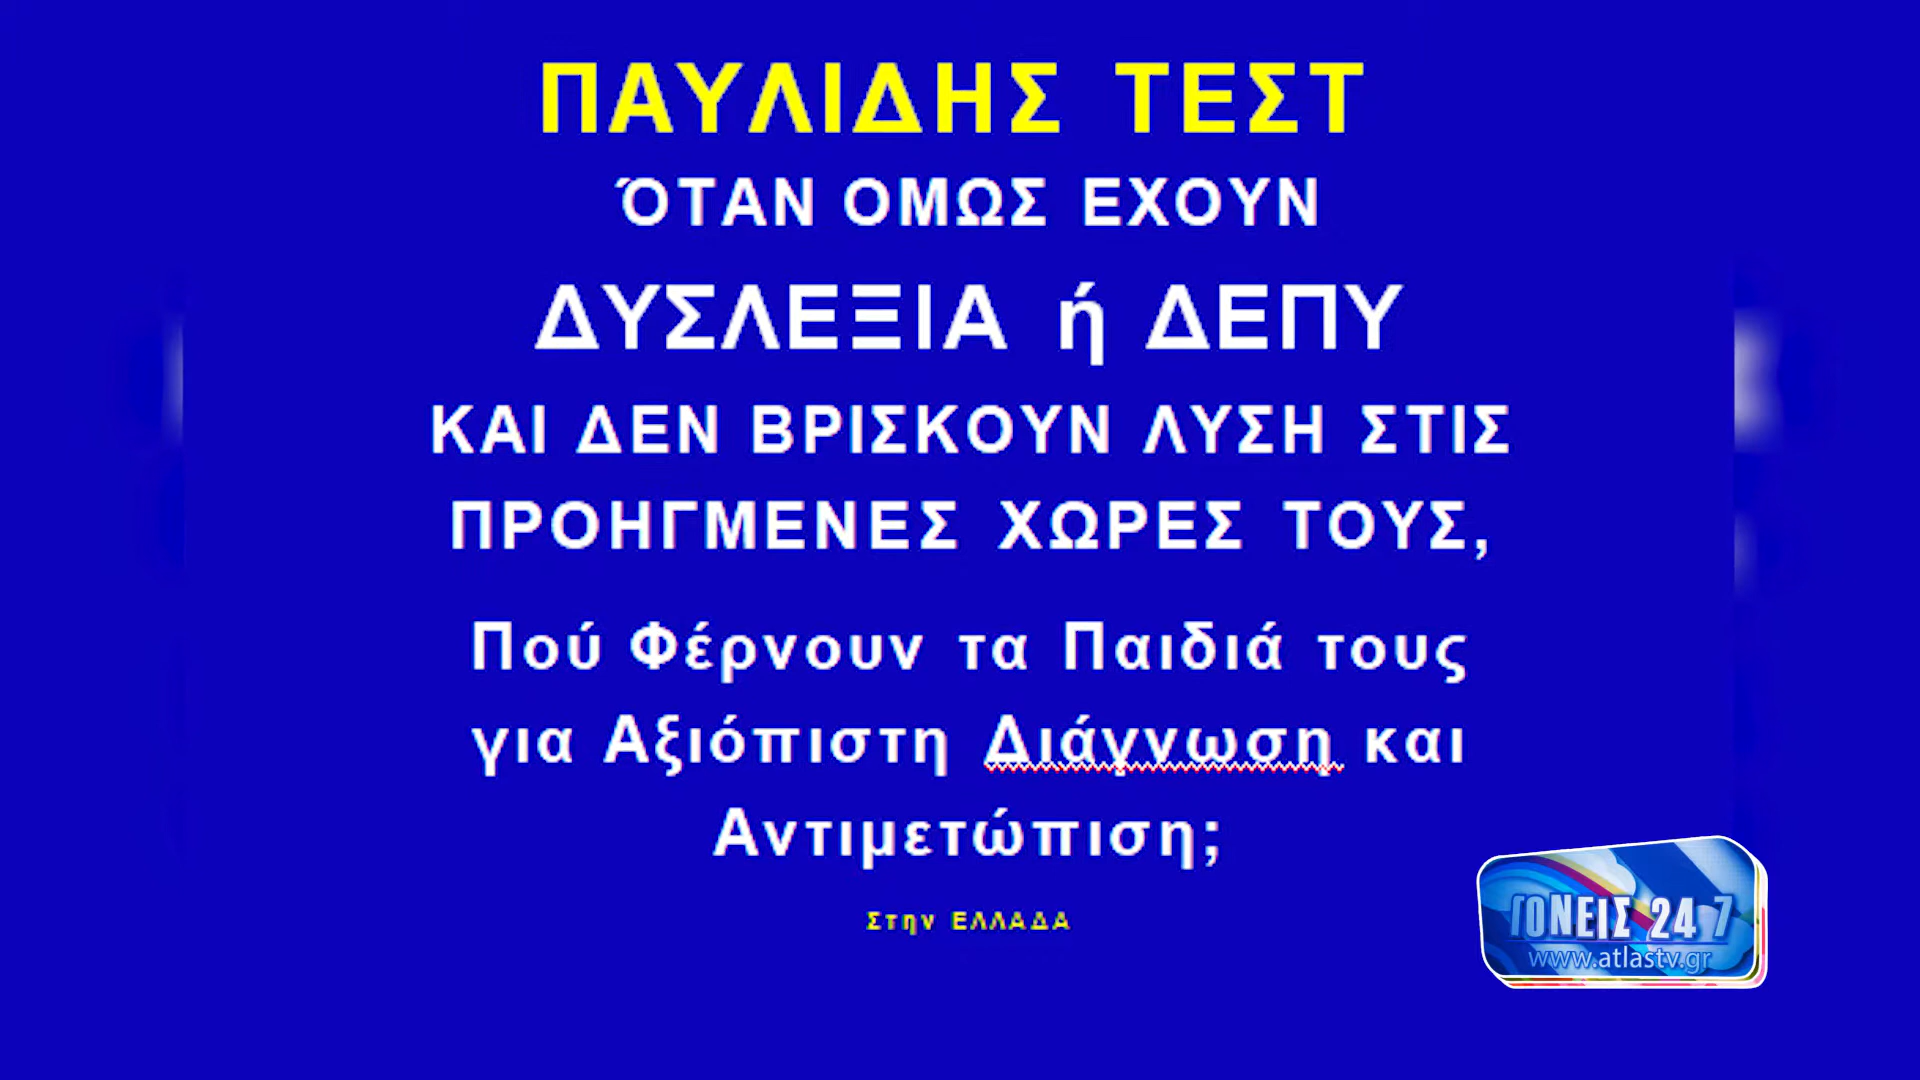 ΠΑΥΛΙΔΗΣ ΤΕΣΤ
ΌΤΑΝ ΟΜΩΣ ΕΧΟΥΝ
ΔΥΣΛΕΞΙΑ ή ΔΕΠΥ
ΚΑΙ ΔΕΝ ΒΡΙΣΚΟΥΝ ΛΥΣΗ ΣΤΙΣ
ΠΡΟΗΓΜΕΝΕΣ ΧΩΡΕΣ ΤΟΥΣ,
Πού Φέρνουν τα Παιδιά τους
για Αξιόπιστη Διάγνωση και
Αντιμετώπιση;
Στην ΕΛΛΑΔΑ
ΓΟΝΕΙΣ 24 7
www.atlastv.gr